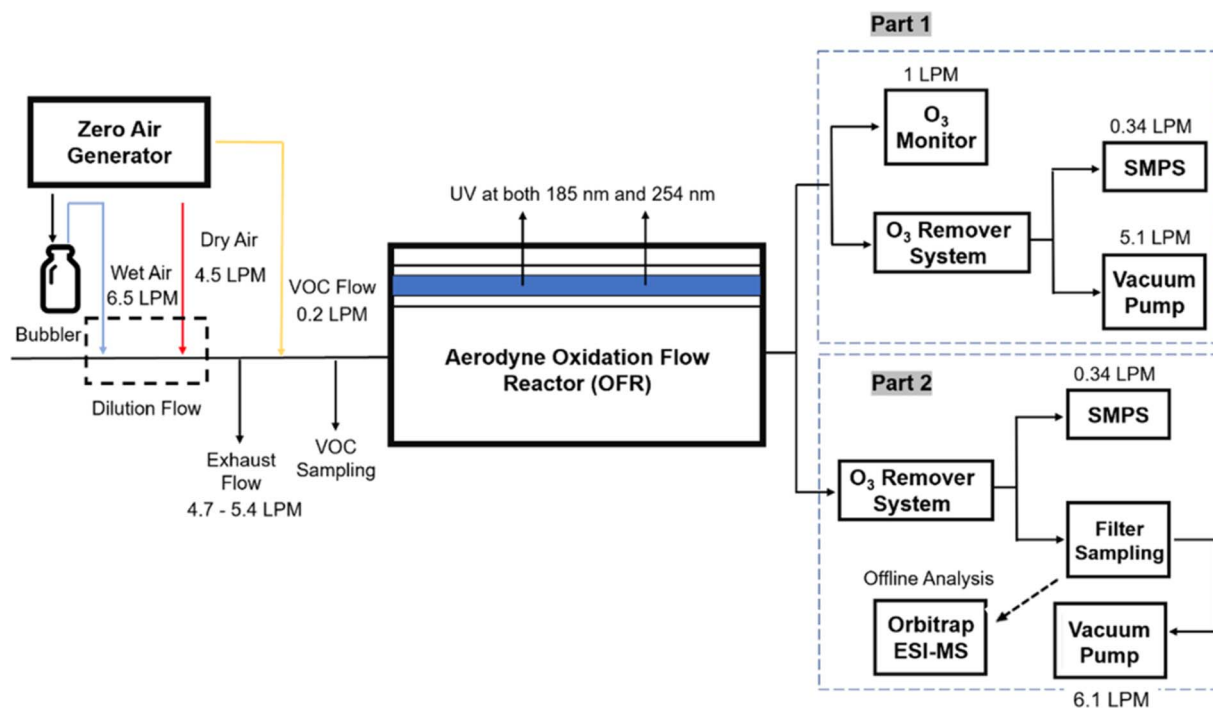 Part 1
1 LPM
O₃
Monitor
0.34 LPM
SMPS
O₃ Remover
System
5.1 LPM
Vacuum
Pump
Zero Air
Generator
Bubbler
Wet Air
6.5 LPM
Dry Air
4.5 LPM
VOC Flow
0.2 LPM
Dilution Flow
Exhaust
Flow
4.7 - 5.4 LPM
VOC
Sampling
UV at both 185 nm and 254 nm
Aerodyne Oxidation Flow
Reactor (OFR)
Part 2
0.34 LPM
SMPS
O₃ Remover
System
Filter
Sampling
Offline Analysis
Orbitrap
ESI-MS
Vacuum
Pump
6.1 LPM